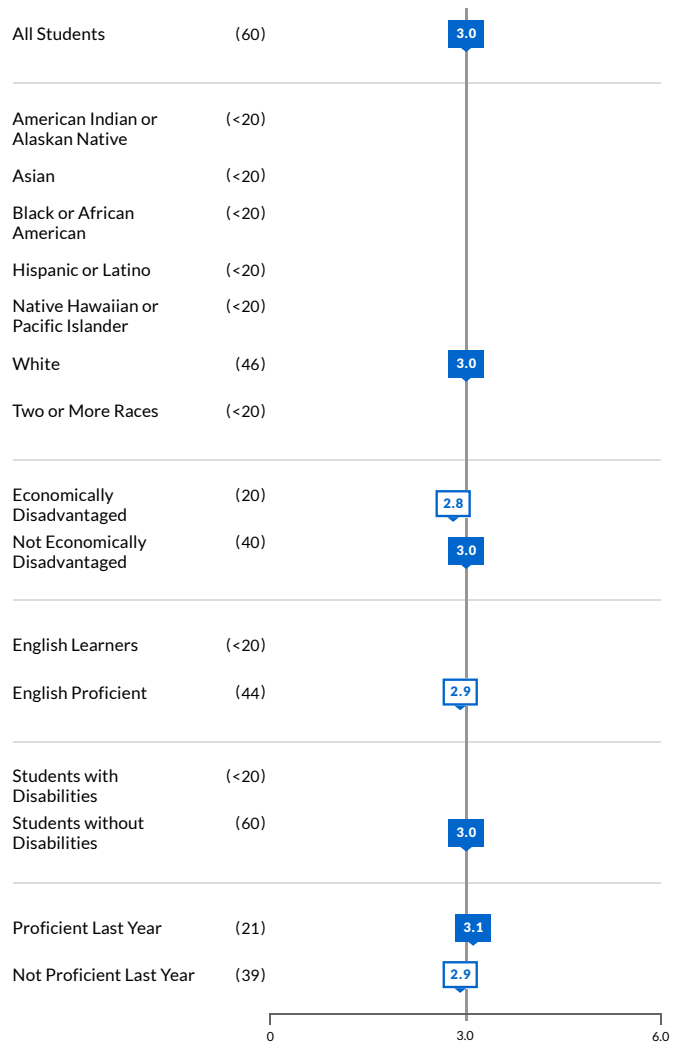 All Students (60) 3.0
American Indian or (<20)
Alaskan Native
Asian (<20)
Black or African (<20)
American
Hispanic or Latino (<20)
Native Hawaiian or (<20)
Pacific Islander
White (46) 3.0
Two or More Races (<20)
Economically (20) 2.8
Disadvantaged
Not Economically (40) 3.0
Disadvantaged
English Learners (<20)
English Proficient (44) 2.9
Students with (<20)
Disabilities
Students without (60) 3.0
Disabilities
Proficient Last Year (21) 3.1
Not Proficient Last Year (39) 2.9
0 3.0 6.0